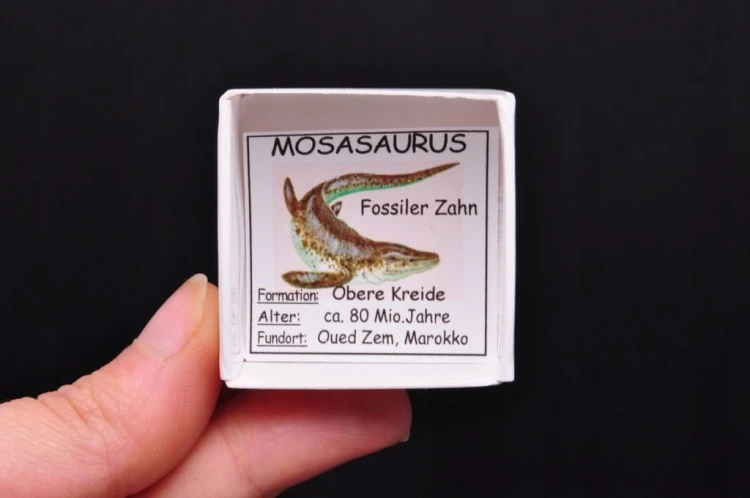 MOSASAURUS
Fossiler Zahn
Formation: Obere Kreide
Alter: ca. 80 Mio.Jahre
Fundort: Oued Zem, Marokko